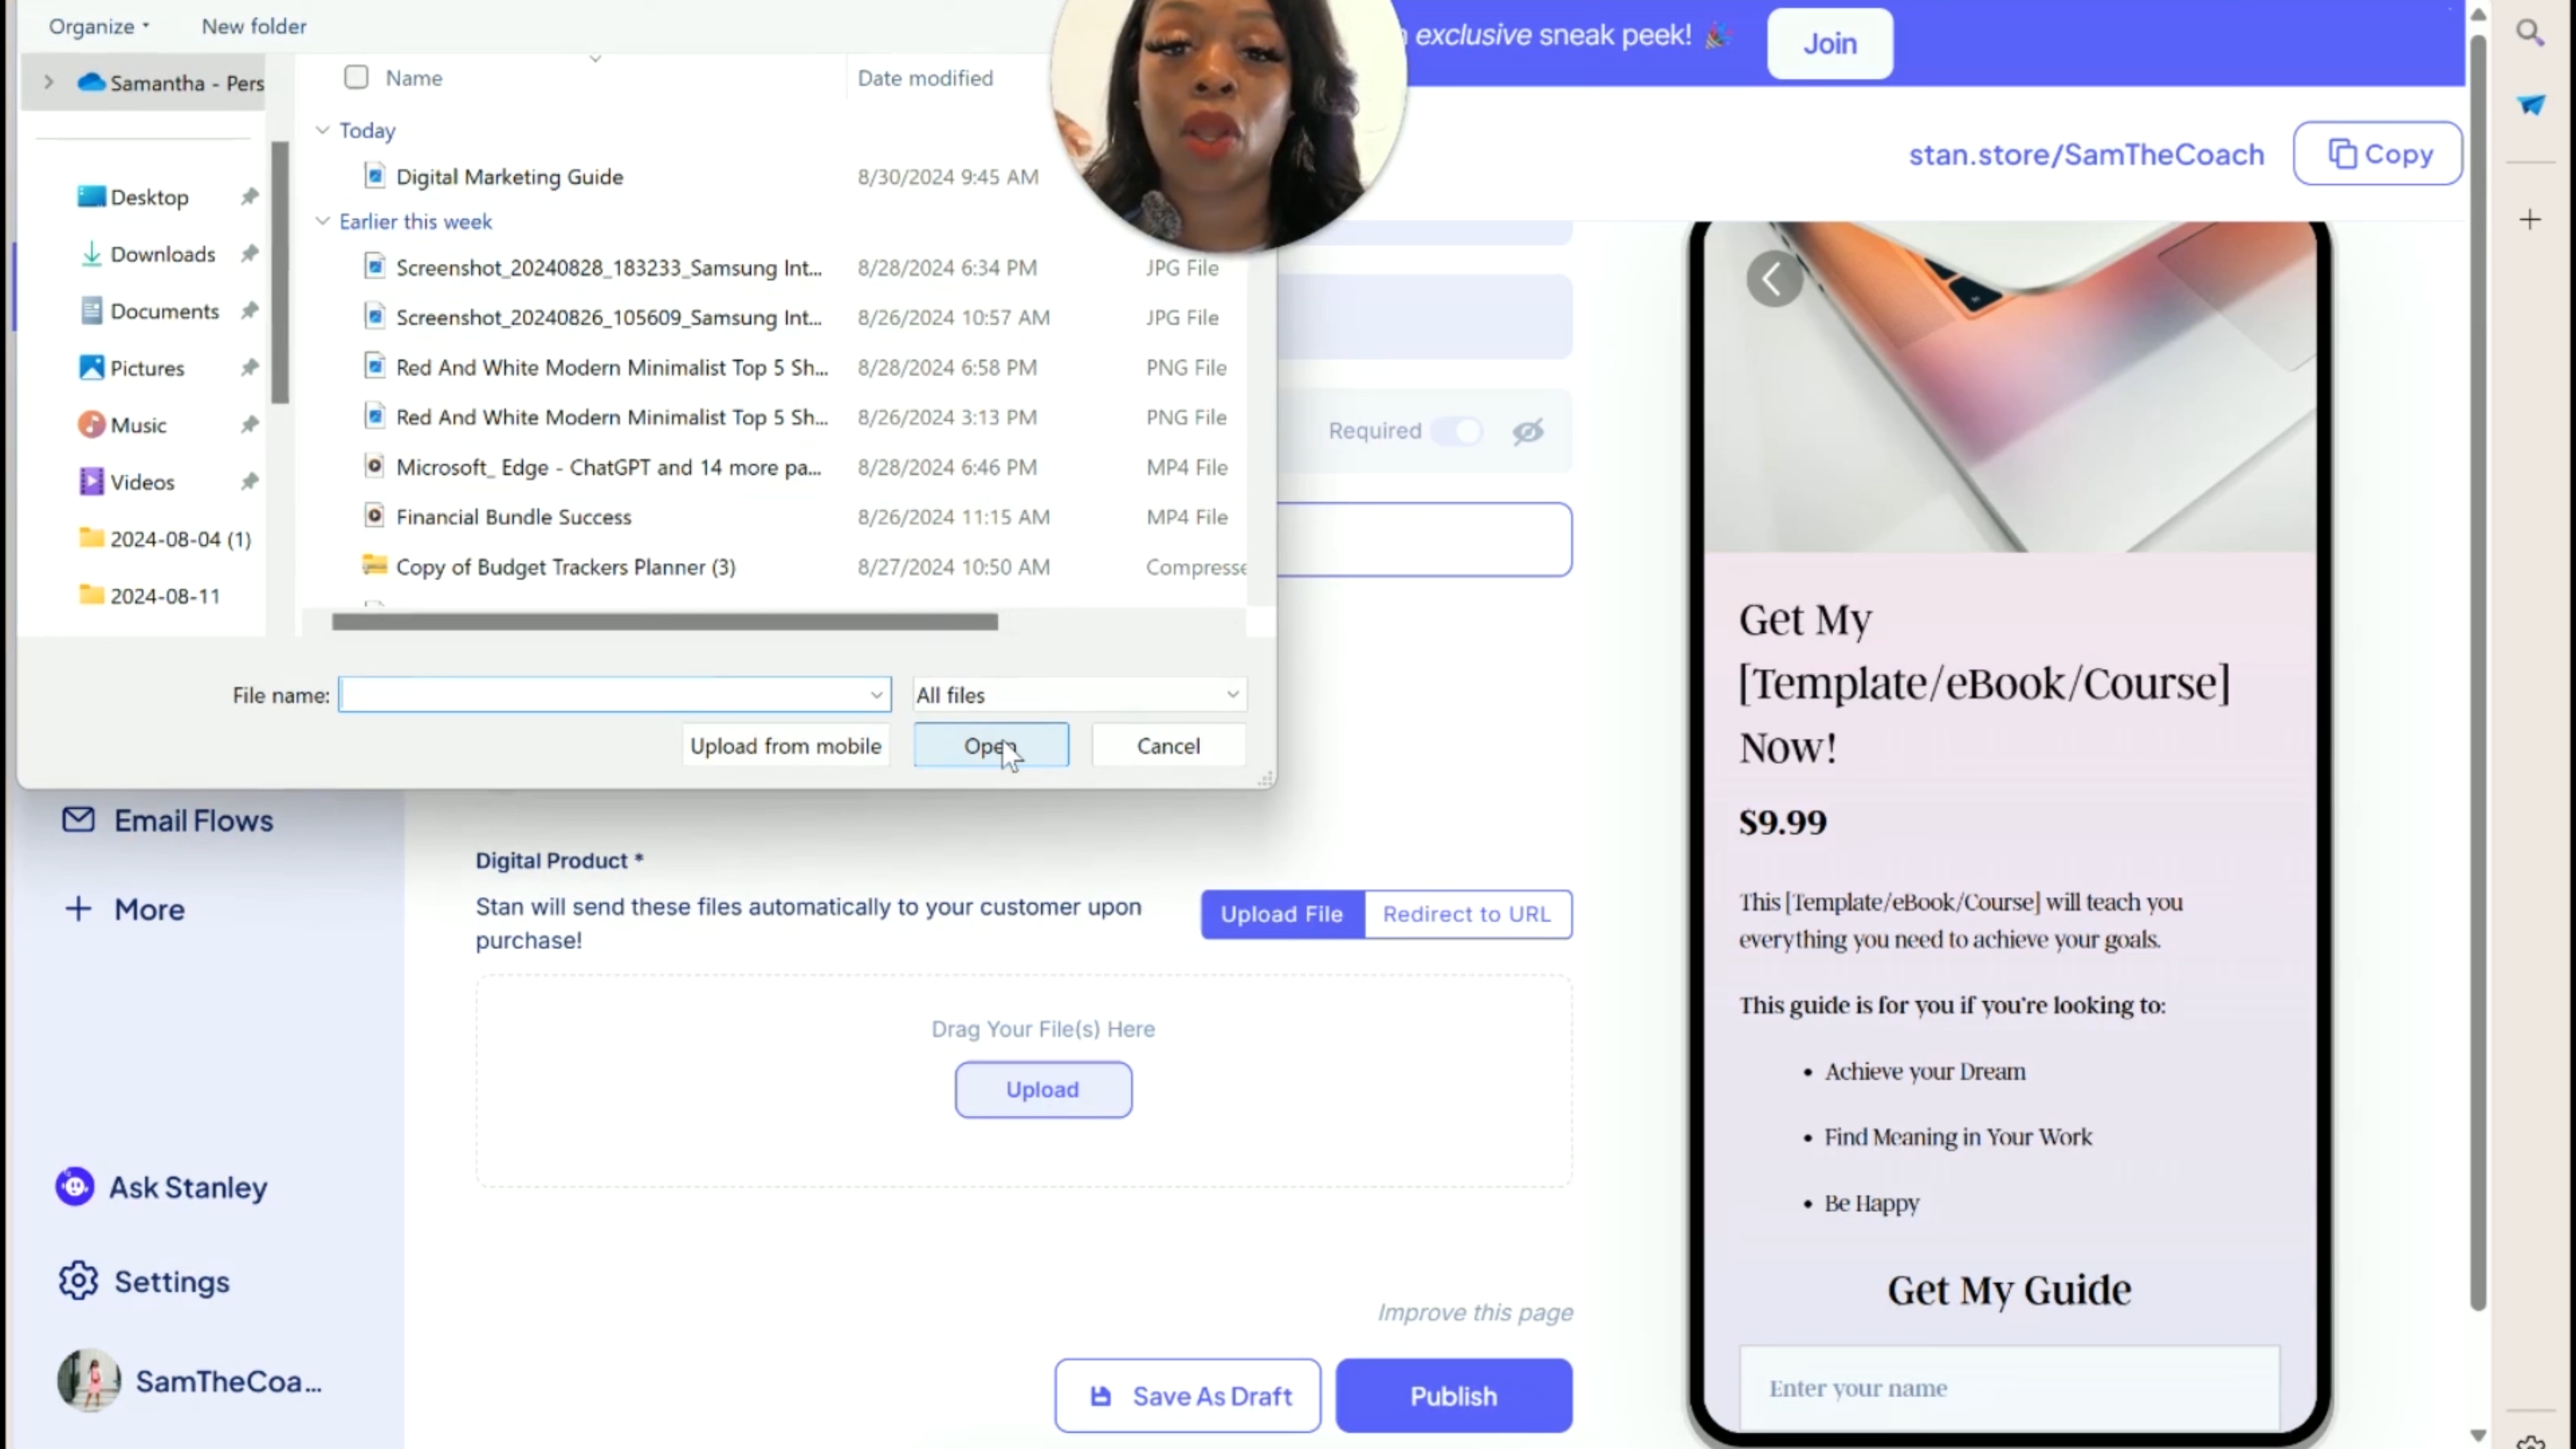 Organize
New folder
exclusive sneak peek!
Join
Samantha - Pers
Name
Date modified
Today
Digital Marketing Guide
8/30/2024 9:45 AM
Earlier this week
Screenshot_20240828_183233_Samsung Int...
8/28/2024 6:34 PM
JPG File
Screenshot_20240826_105609_Samsung Int...
8/26/2024 10:57 AM
JPG File
Red And White Modern Minimalist Top 5 Sh...
8/28/2024 6:58 PM
PNG File
Red And White Modern Minimalist Top 5 Sh...
8/26/2024 3:13 PM
PNG File
Microsoft_ Edge - ChatGPT and 14 more pa...
8/28/2024 6:46 PM
MP4 File
Financial Bundle Success
8/26/2024 11:15 AM
MP4 File
Copy of Budget Trackers Planner (3)
8/27/2024 10:50 AM
Compresse
Desktop
Downloads
Documents
Pictures
Music
Videos
2024-08-04 (1)
2024-08-11
File name:
All files
Upload from mobile
Open
Cancel
stan.store/SamTheCoach
Copy
Required
Email Flows
More
Ask Stanley
Settings
SamTheCoa...
Digital Product *
Stan will send these files automatically to your customer upon
purchase!
Upload File
Redirect to URL
Drag Your File(s) Here
Upload
Improve this page
Save As Draft
Publish
Get My
[Template/eBook/Course]
Now!
$9.99
This [Template/eBook/Course] will teach you
everything you need to achieve your goals.
This guide is for you if you're looking to:
• Achieve your Dream
• Find Meaning in Your Work
• Be Happy
Get My Guide
Enter your name